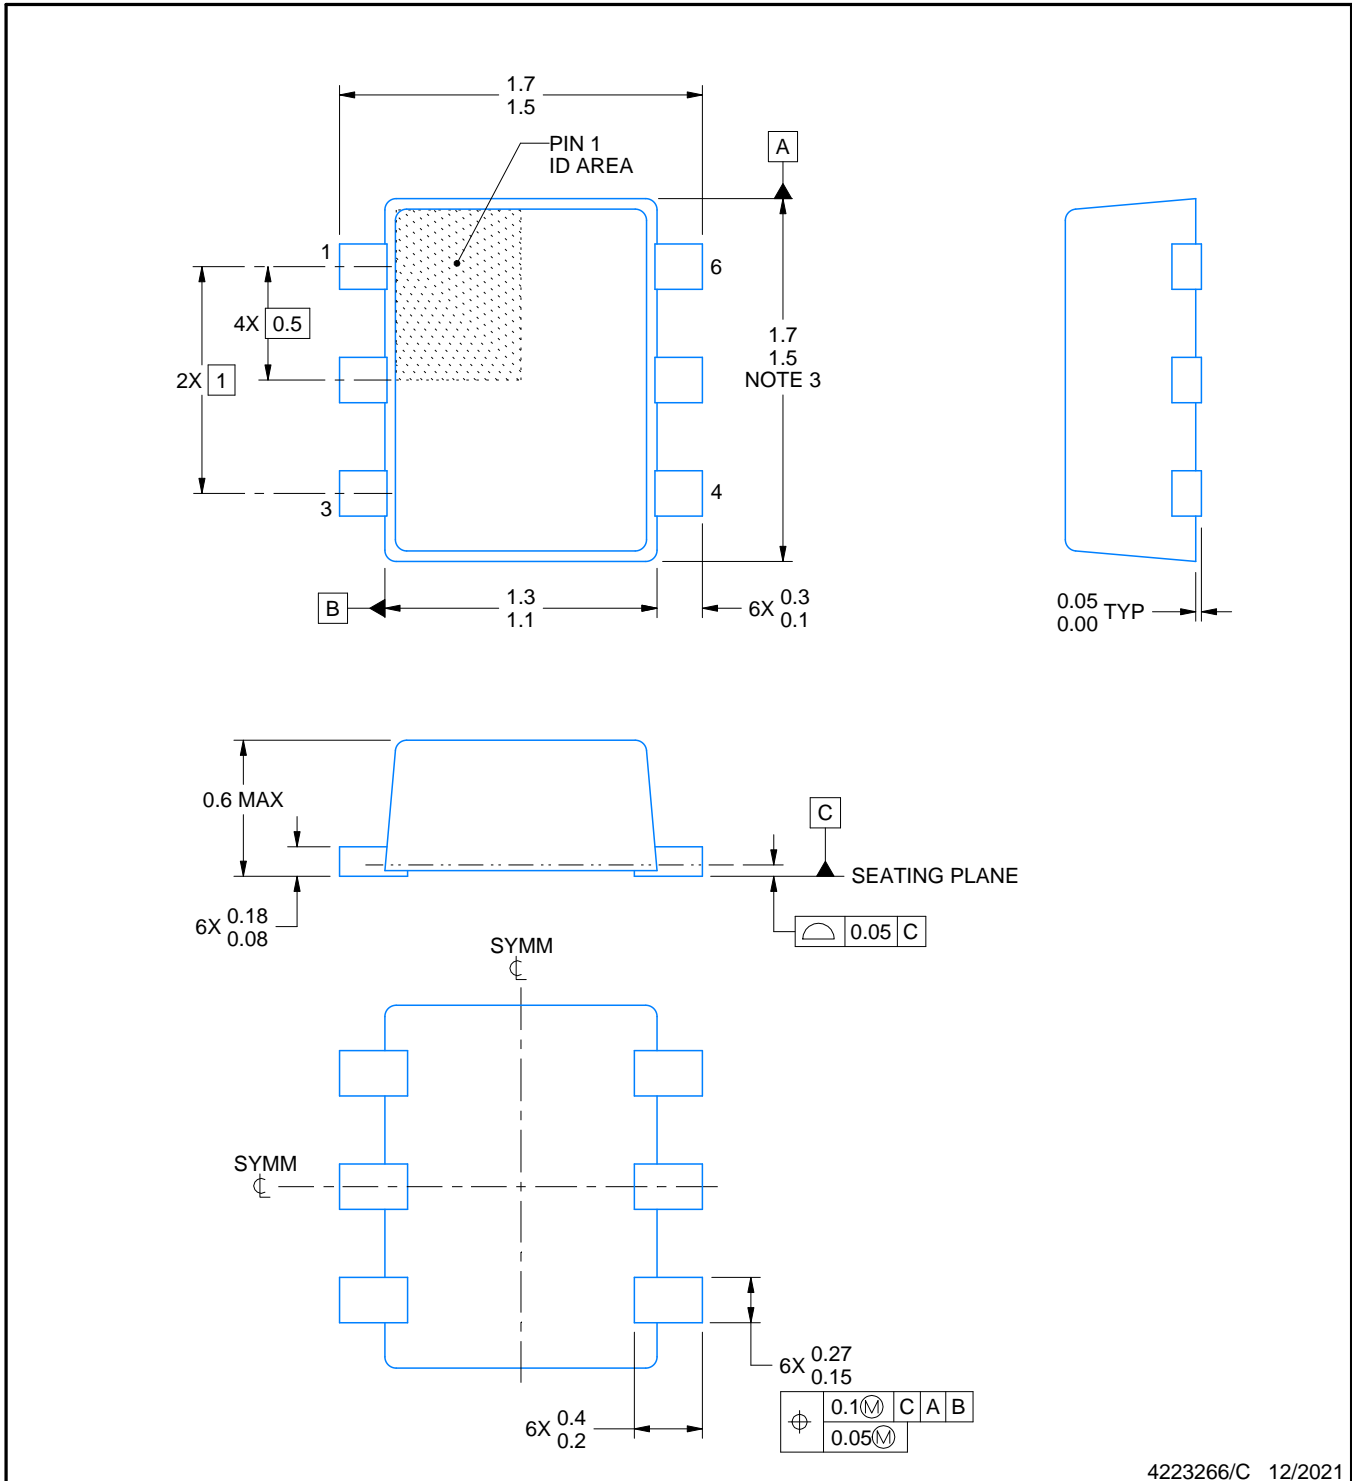 1.7
1.5
PIN 1
ID AREA
A
1
6
4X 0.5
2X 1
1.7
1.5
NOTE 3
3
4
B
1.3
1.1
6X 0.3
0.1
0.05
0.00 TYP
0.6 MAX
C
SEATING PLANE
6X 0.18
0.08
0.05 C
SYMM
SYMM
6X 0.27
0.15
0.1Ⓜ C A B
0.05Ⓜ
6X 0.4
0.2
4223266/C 12/2021